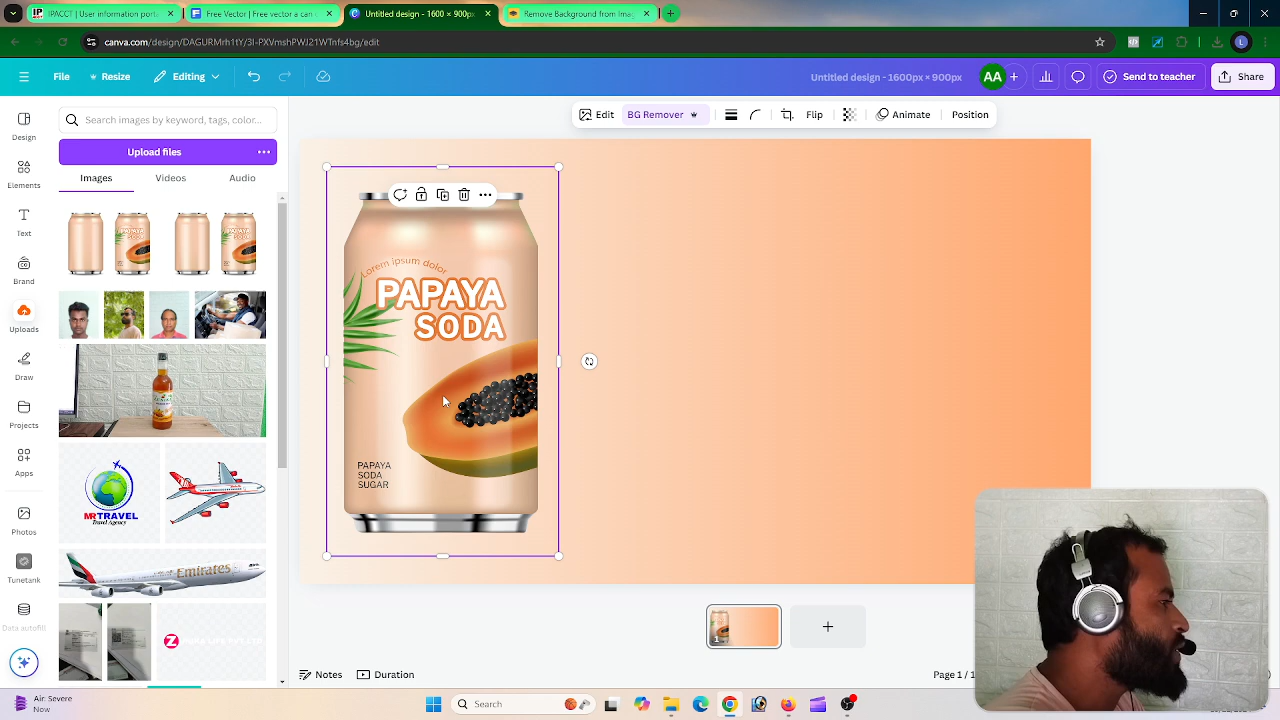 IPACCT | User information porta
Free Vector | Free vector a can
Untitled design - 1600 × 900px
Remove Background from Imag
canva.com/design/DAGURMrh1tY/3I-PXVmshPWJ21WTnfs4bg/edit
L
File
Resize
Editing
Untitled design - 1600px × 900px
AA
Send to teacher
Share
Design
Elements
Text
Brand
Uploads
Draw
Projects
Apps
Photos
Tunetank
Data autofill
Search images by keyword, tags, color...
Upload files
Images
Videos
Audio
MR TRAVEL
Travel Agency
Emirates
Edit
BG Remover
Flip
Animate
Position
Lorem ipsum dolor
PAPAYA
SODA
PAPAYA
SODA
SUGAR
1
Notes
Duration
Page 1 / 1
Air: Severe
Now
Search